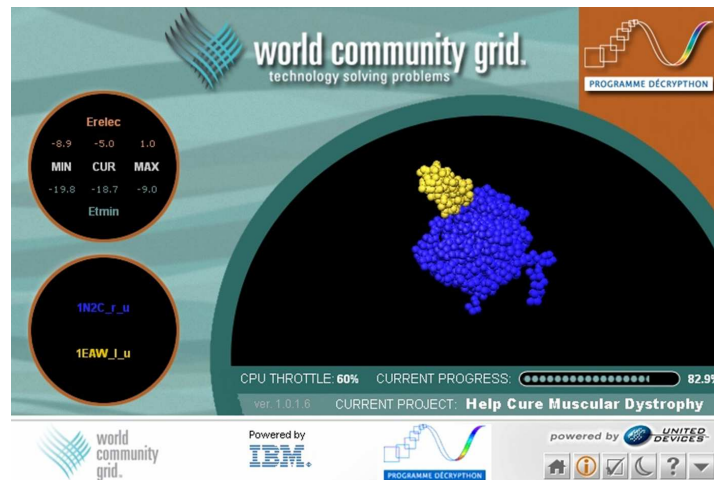 world community grid.
technology solving problems
PROGRAMME DÉCRYPTHON
Erelec
-8.9 -5.0 1.0
MIN CUR MAX
-19.8 -18.7 -9.0
Etmin
1N2C_r_u
1EAW_l_u
CPU THROTTLE: 60% CURRENT PROGRESS: 82.9%
ver. 1.0.1.6 CURRENT PROJECT: Help Cure Muscular Dystrophy
world
community
grid.
Powered by
IBM.
PROGRAMME DÉCRYPTHON
powered by UNITED DEVICES